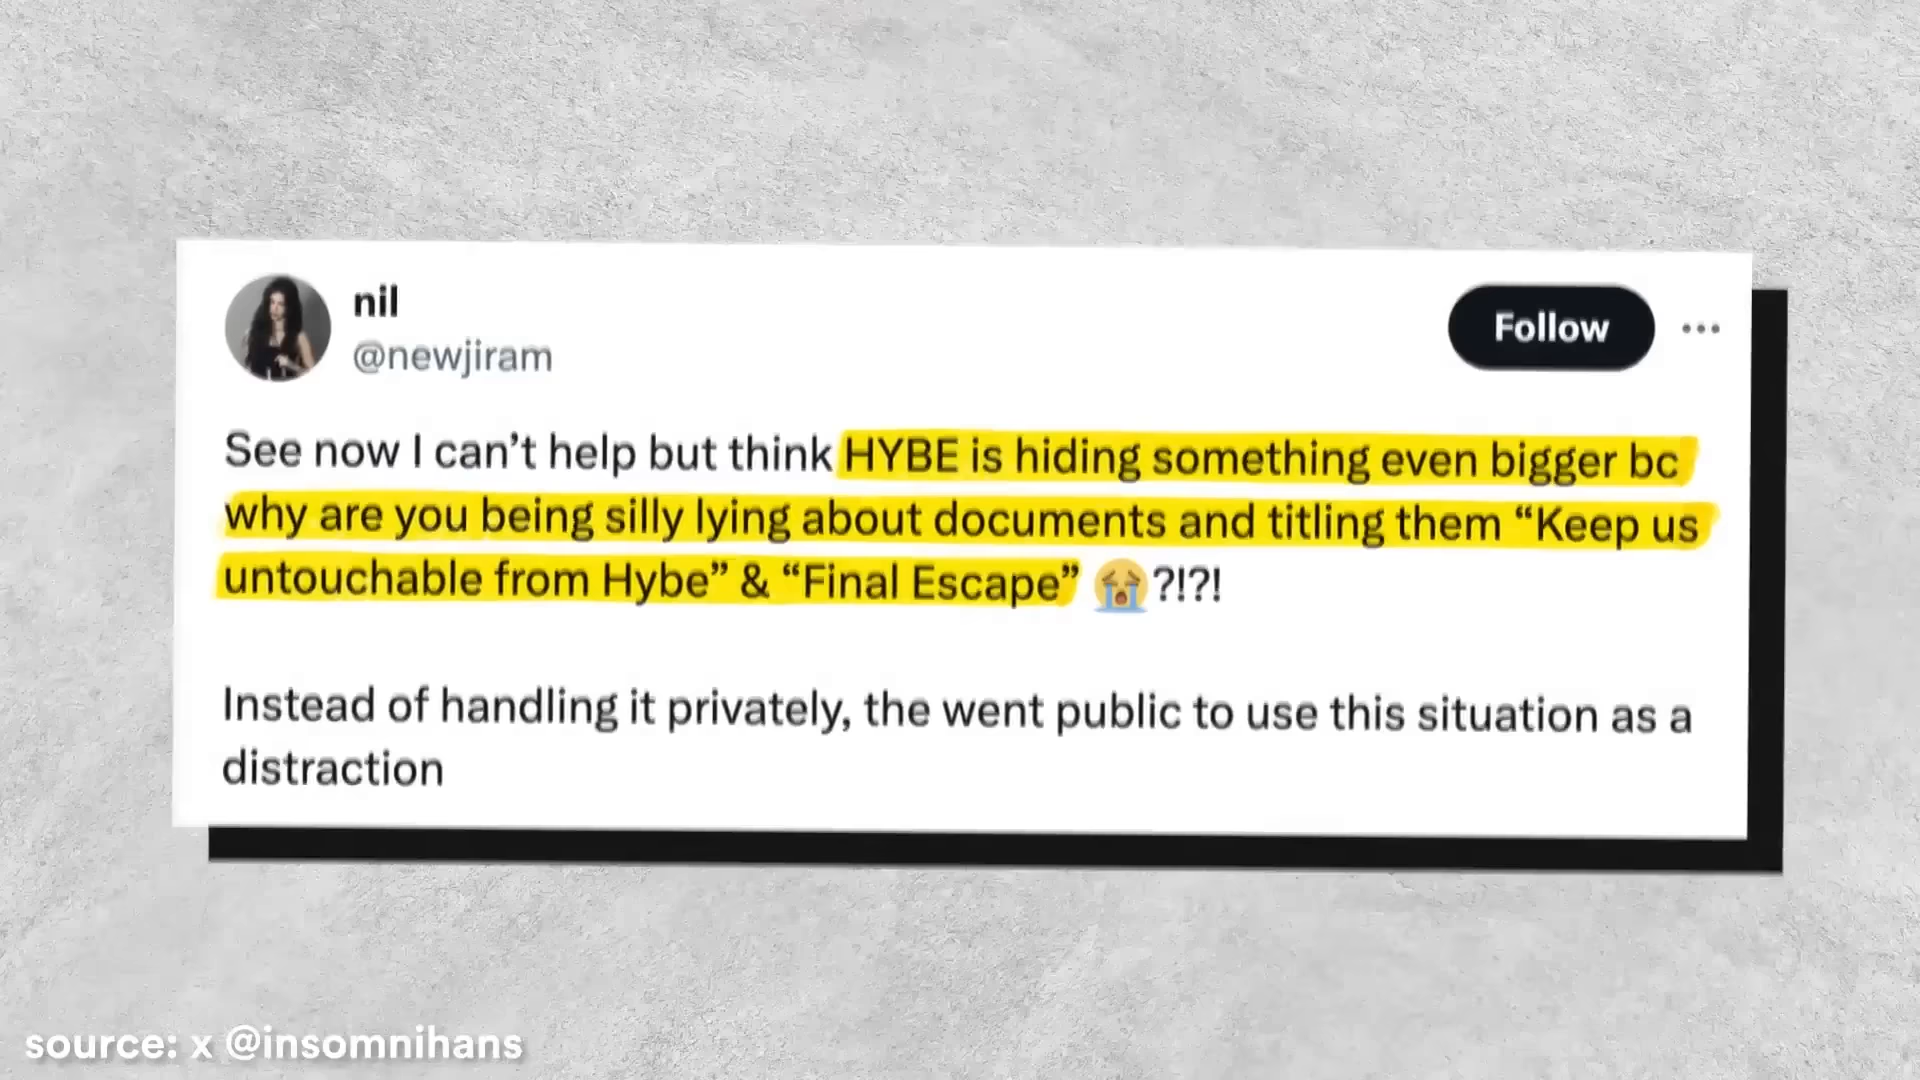 nil
@newjiram
Follow
See now I can’t help but think HYBE is hiding something even bigger bc
why are you being silly lying about documents and titling them “Keep us
untouchable from Hybe” & “Final Escape” 😭?!?!
Instead of handling it privately, the went public to use this situation as a
distraction
source: x @insomnihans